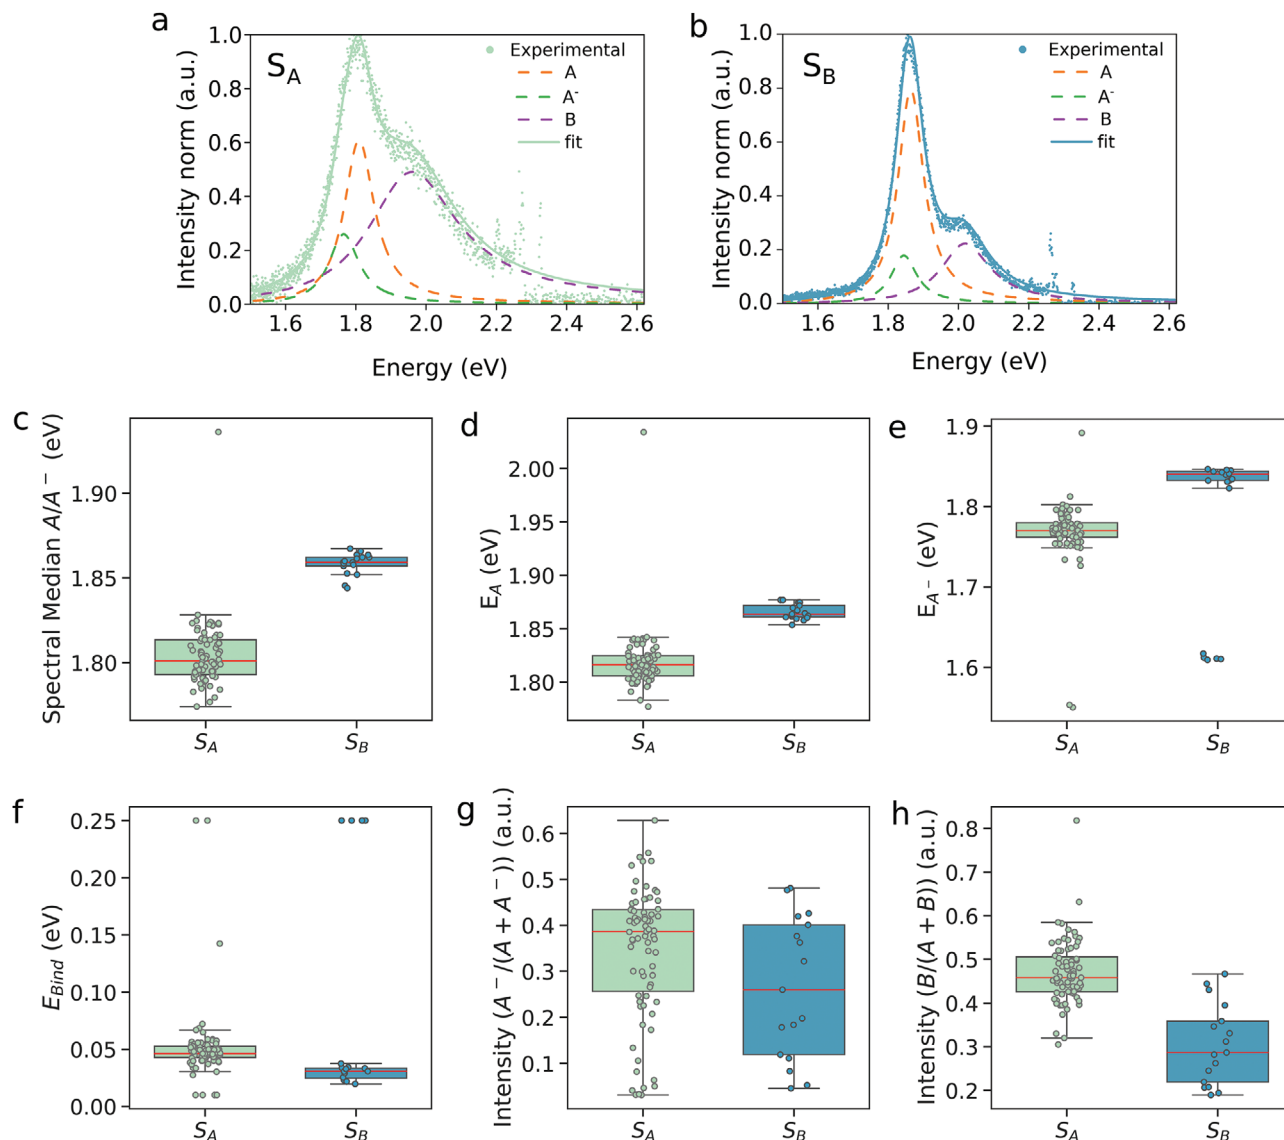 a
b
1.0
0.8
0.6
0.4
0.2
0.0
1.6 1.8 2.0 2.2 2.4 2.6
Energy (eV)
Intensity norm (a.u.)
S_A
Experimental
A
A⁻
B
fit
1.0
0.8
0.6
0.4
0.2
0.0
1.6 1.8 2.0 2.2 2.4 2.6
Energy (eV)
Intensity norm (a.u.)
S_B
Experimental
A
A⁻
B
fit
c
Spectral Median A/A⁻ (eV)
1.90
1.85
1.80
S_A S_B
d
E_A (eV)
2.00
1.95
1.90
1.85
1.80
S_A S_B
e
E_A⁻ (eV)
1.9
1.8
1.7
1.6
S_A S_B
f
E_Bind (eV)
0.25
0.20
0.15
0.10
0.05
0.00
S_A S_B
g
Intensity (A⁻/(A + A⁻)) (a.u.)
0.6
0.5
0.4
0.3
0.2
0.1
S_A S_B
h
Intensity (B/(A + B)) (a.u.)
0.8
0.7
0.6
0.5
0.4
0.3
0.2
S_A S_B